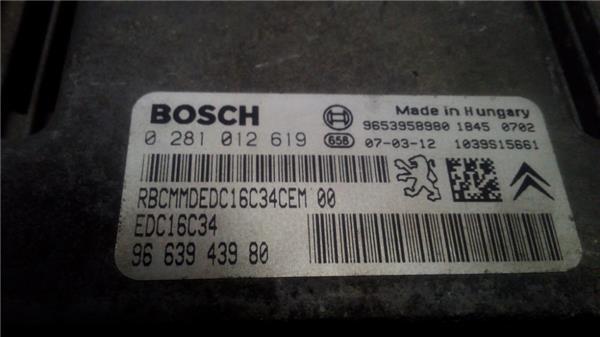 BOSCH
Made in Hungary
9653958980 1845 0702
0 281 012 619
658
07-03-12 1039S15661
RBCMMDEDC16C34CEM 00
EDC16C34
96 639 439 80